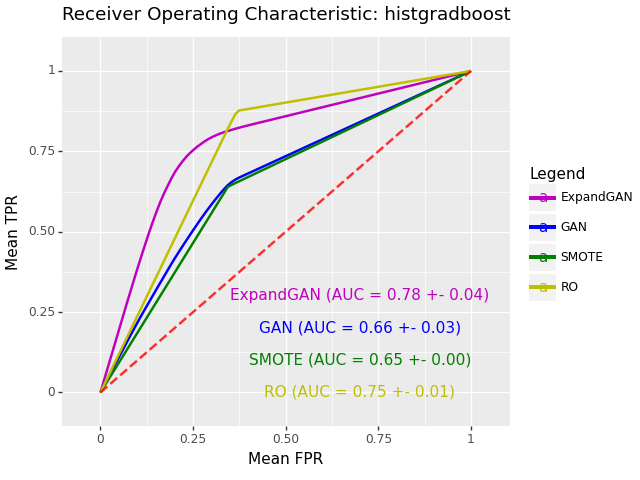 Receiver Operating Characteristic: histgradboost
Mean TPR
1
0.75
0.50
0.25
0
ExpandGAN (AUC = 0.78 +- 0.04)
GAN (AUC = 0.66 +- 0.03)
SMOTE (AUC = 0.65 +- 0.00)
RO (AUC = 0.75 +- 0.01)
0
0.25
0.50
0.75
1
Mean FPR
Legend
a ExpandGAN
a GAN
a SMOTE
a RO